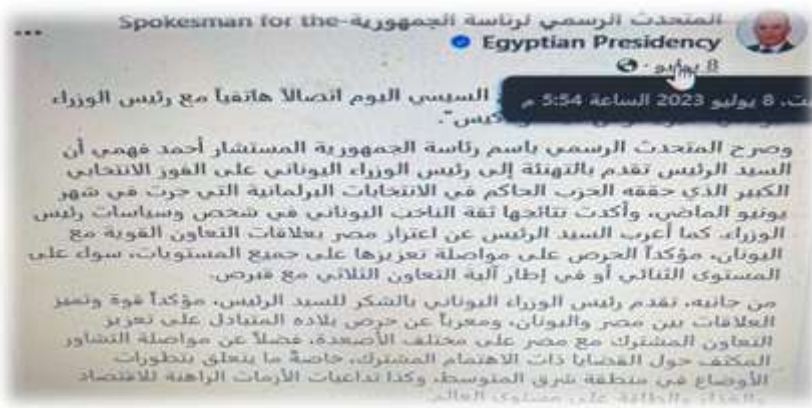 المتحدث الرسمي لرئاسة الجمهورية-Spokesman for the
Egyptian Presidency
8 يوليو
8 يوليو 2023 الساعة 5:54 م
السيسي اليوم اتصالاً هاتفياً مع رئيس الوزراء
وصرح المتحدث الرسمي باسم رئاسة الجمهورية المستشار أحمد فهمي أن
السيد الرئيس تقدم بالتهنئة إلى رئيس الوزراء اليوناني على الفوز الانتخابي
الكبير الذي حققه الحزب الحاكم في الانتخابات البرلمانية التي جرت في شهر
يونيو الماضي، وأكدت نتائجها ثقة الناخب اليوناني في شخص وسياسات رئيس
الوزراء. كما أعرب السيد الرئيس عن اعتزاز مصر بعلاقات التعاون القوية مع
اليونان، مؤكداً الحرص على مواصلة تعزيزها على جميع المستويات، سواء على
المستوى الثنائي أو في إطار آلية التعاون الثلاثي مع قبرص.
من جانبه، تقدم رئيس الوزراء اليوناني بالشكر للسيد الرئيس، مؤكداً قوة وتميز
العلاقات بين مصر واليونان، ومعرباً عن حرص بلاده المتبادل على تعزيز
التعاون المشترك مع مصر على مختلف الأصعدة، فضلاً عن مواصلة التشاور
المكثف حول القضايا ذات الاهتمام المشترك، خاصةً ما يتعلق بتطورات
الأوضاع في منطقة شرق المتوسط، وكذا تداعيات الأزمات الراهنة للاقتصاد
والغذاء والطاقة على مستوى العالم.